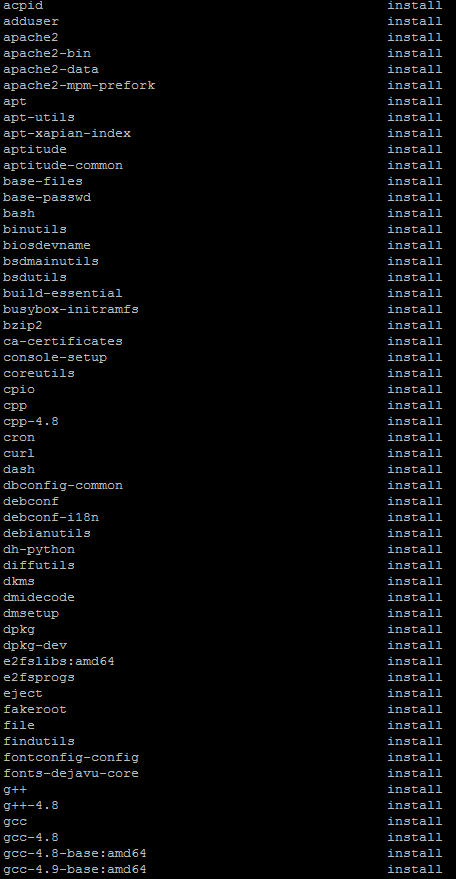 acpid install
adduser install
apache2 install
apache2-bin install
apache2-data install
apache2-mpm-prefork install
apt install
apt-utils install
apt-xapian-index install
aptitude install
aptitude-common install
base-files install
base-passwd install
bash install
binutils install
biosdevname install
bsdmainutils install
bsdutils install
build-essential install
busybox-initramfs install
bzip2 install
ca-certificates install
console-setup install
coreutils install
cpio install
cpp install
cpp-4.8 install
cron install
curl install
dash install
dbconfig-common install
debconf install
debconf-i18n install
debianutils install
dh-python install
diffutils install
dkms install
dmidecode install
dmsetup install
dpkg install
dpkg-dev install
e2fslibs:amd64 install
e2fsprogs install
eject install
fakeroot install
file install
findutils install
fontconfig-config install
fonts-dejavu-core install
g++ install
g++-4.8 install
gcc install
gcc-4.8 install
gcc-4.8-base:amd64 install
gcc-4.9-base:amd64 install